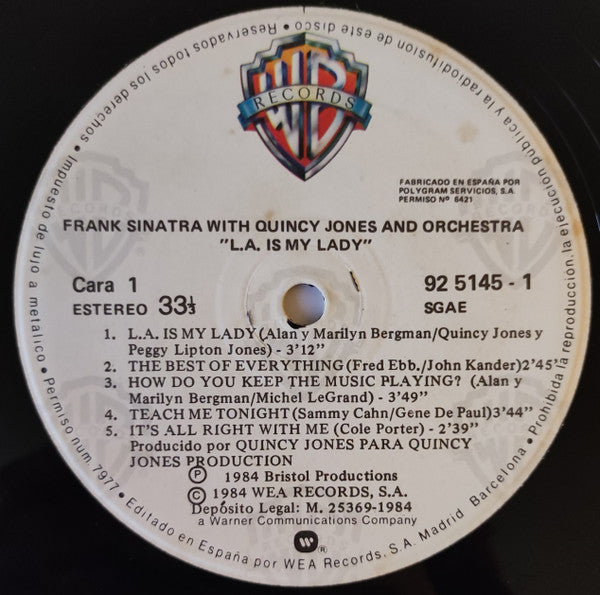 WB
RECORDS
FABRICADO EN ESPAÑA POR
POLYGRAM SERVICIOS, S.A.
PERMISO Nº 6421
FRANK SINATRA WITH QUINCY JONES AND ORCHESTRA
"L.A. IS MY LADY"
Cara 1
92 5145 - 1
ESTEREO 33⅓
SGAE
1. L.A. IS MY LADY (Alan y Marilyn Bergman/Quincy Jones y
Peggy Lipton Jones) - 3'12"
2. THE BEST OF EVERYTHING (Fred Ebb./John Kander)2'45"
3. HOW DO YOU KEEP THE MUSIC PLAYING? (Alan y
Marilyn Bergman/Michel LeGrand) - 3'49"
4. TEACH ME TONIGHT (Sammy Cahn/Gene De Paul)3'44"
5. IT'S ALL RIGHT WITH ME (Cole Porter) - 2'39"
Producido por QUINCY JONES PARA QUINCY
JONES PRODUCTION
Ⓟ 1984 Bristol Productions
© 1984 WEA RECORDS, S.A.
Depósito Legal: M. 25369-1984
a Warner Communications Company
W ®
• Editado en España por WEA Records, S.A. Madrid Barcelona • Prohibida la reproducción. la ejecución pública y la radiodifusión de este disco • Reservados todos los derechos • Impuesto de lujo a metalico • Permiso num. 7977